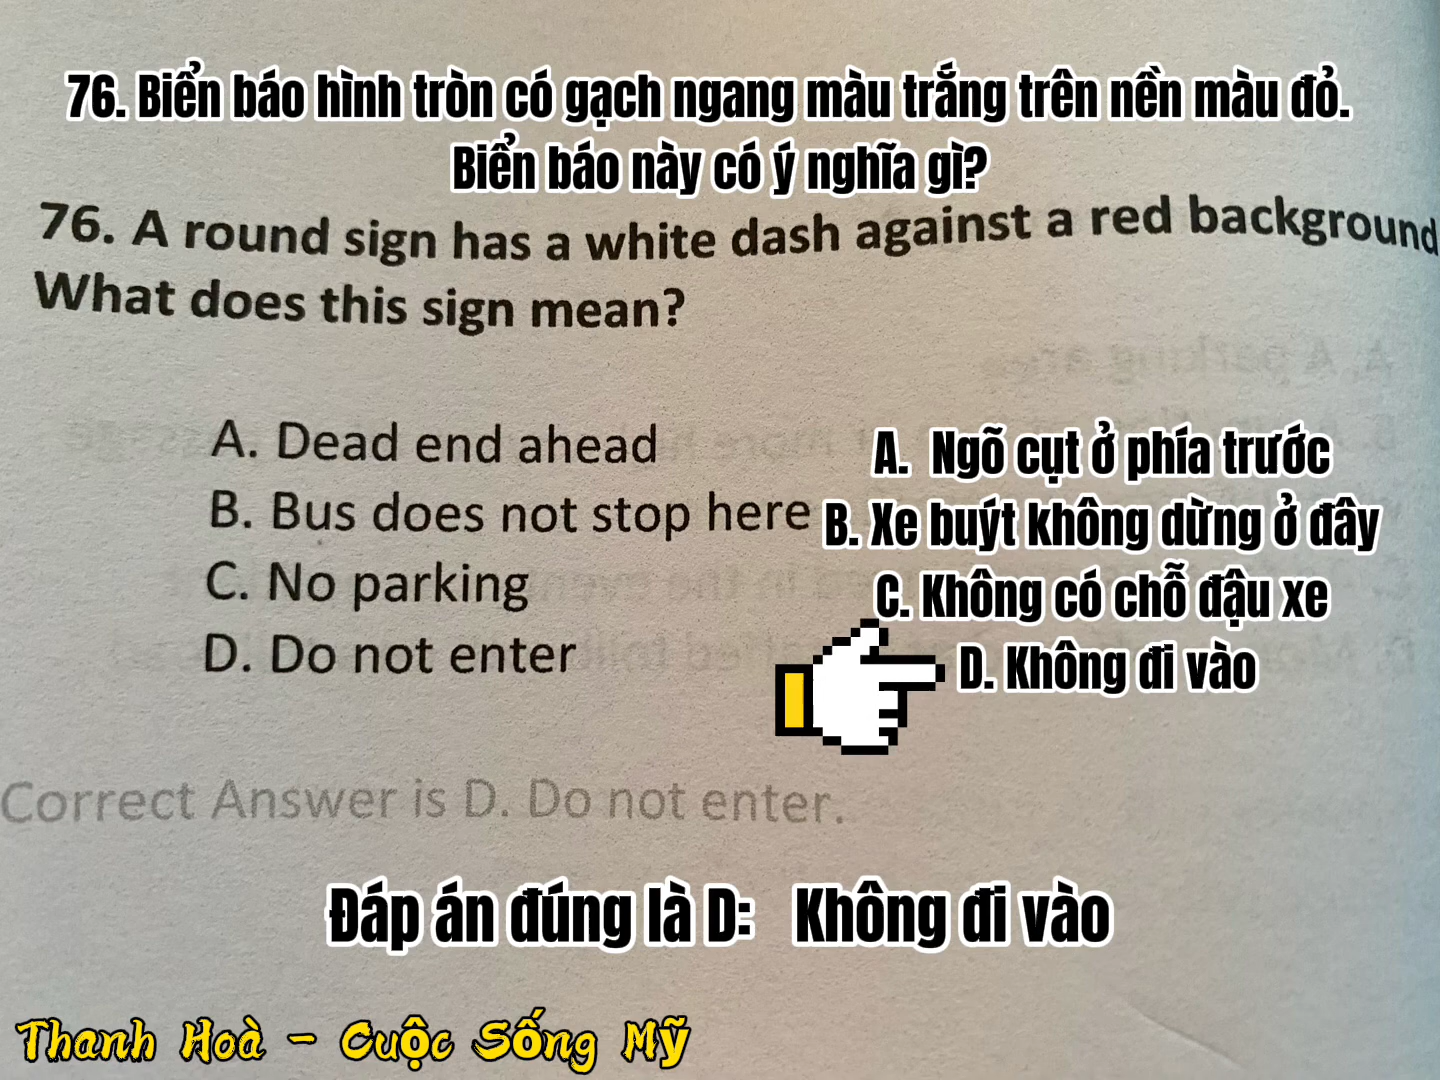 76. Biển báo hình tròn có gạch ngang màu trắng trên nền màu đỏ.
Biển báo này có ý nghĩa gì?
76. A round sign has a white dash against a red background
What does this sign mean?
A. Dead end ahead
A. Ngõ cụt ở phía trước
B. Bus does not stop here
B. Xe buýt không dừng ở đây
C. No parking
C. Không có chỗ đậu xe
D. Do not enter
D. Không đi vào
Correct Answer is D. Do not enter.
Đáp án đúng là D: Không đi vào
Thanh Hoà - Cuộc Sống Mỹ